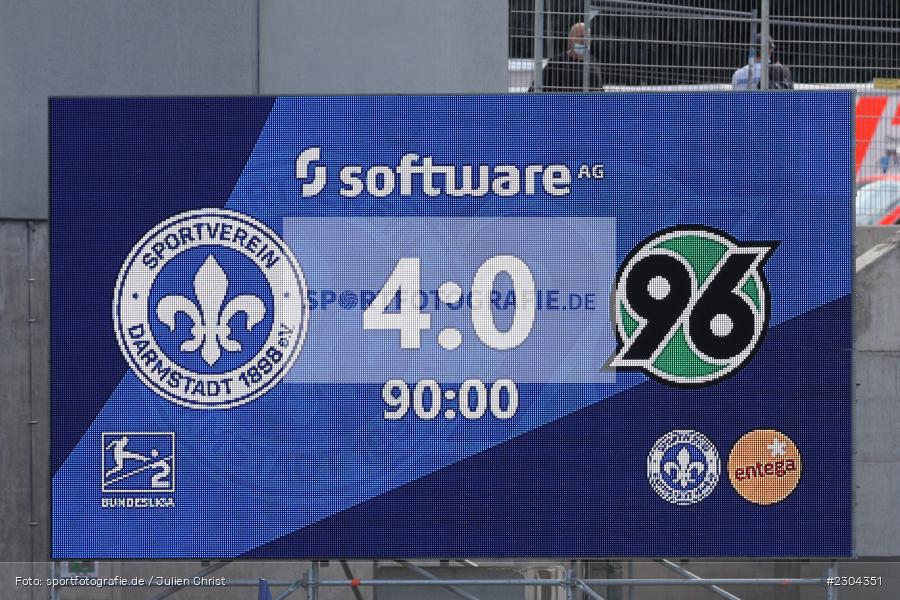 software AG
SPORTVEREIN
DARMSTADT 1898 e.V.
4:0
SPORTFOTOGRAFIE.DE
96
90:00
2
BUNDESLIGA
entega
Foto: sportfotografie.de / Julien Christ
#2304351